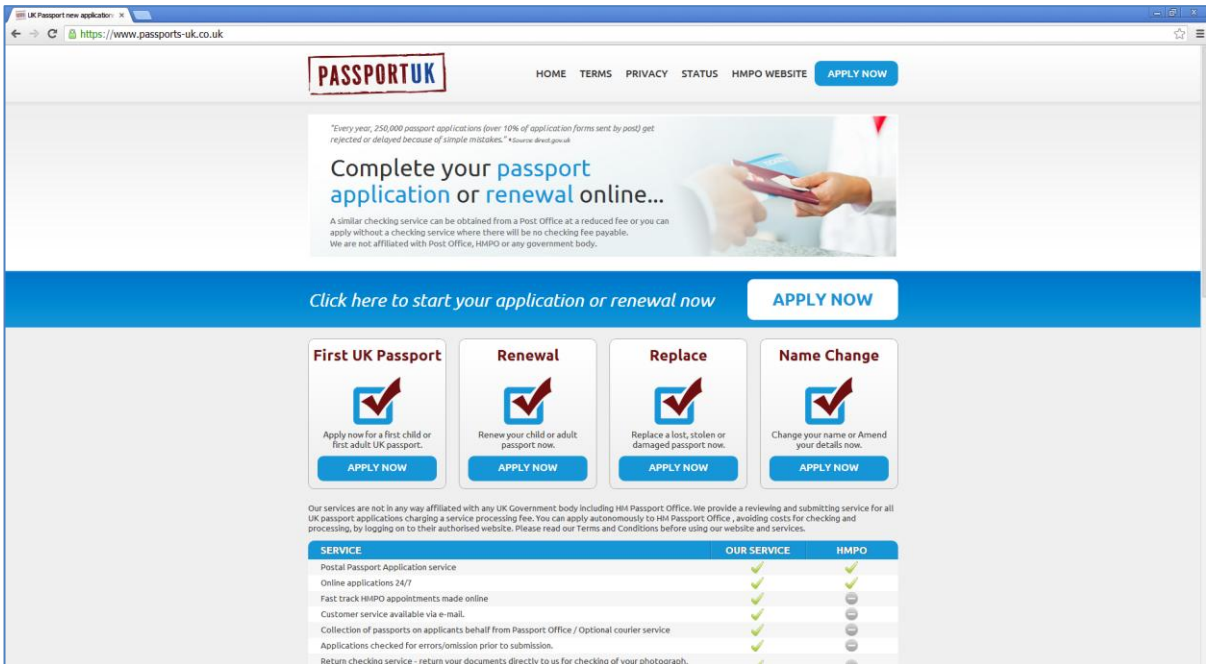 UK Passport new application
https://www.passports-uk.co.uk
PASSPORTUK
HOME TERMS PRIVACY STATUS HMPO WEBSITE APPLY NOW
"Every year, 250,000 passport applications (over 10% of application forms sent by post) get
rejected or delayed because of simple mistakes." *Source direct.gov.uk
Complete your passport
application or renewal online...
A similar checking service can be obtained from a Post Office at a reduced fee or you can
apply without a checking service where there will be no checking fee payable.
We are not affiliated with Post Office, HMPO or any government body.
Click here to start your application or renewal now APPLY NOW
First UK Passport
Apply now for a first child or
first adult UK passport.
APPLY NOW
Renewal
Renew your child or adult
passport now.
APPLY NOW
Replace
Replace a lost, stolen or
damaged passport now.
APPLY NOW
Name Change
Change your name or Amend
your details now.
APPLY NOW
Our services are not in any way affiliated with any UK Government body including HM Passport Office. We provide a reviewing and submitting service for all
UK passport applications charging a service processing fee. You can apply autonomously to HM Passport Office , avoiding costs for checking and
processing, by logging on to their authorised website. Please read our Terms and Conditions before using our website and services.
SERVICE OUR SERVICE HMPO
Postal Passport Application service
Online applications 24/7
Fast track HMPO appointments made online
Customer service available via e-mail.
Collection of passports on applicants behalf from Passport Office / Optional courier service
Applications checked for errors/omission prior to submission.
Return checking service - return your documents directly to us for checking of your photograph,